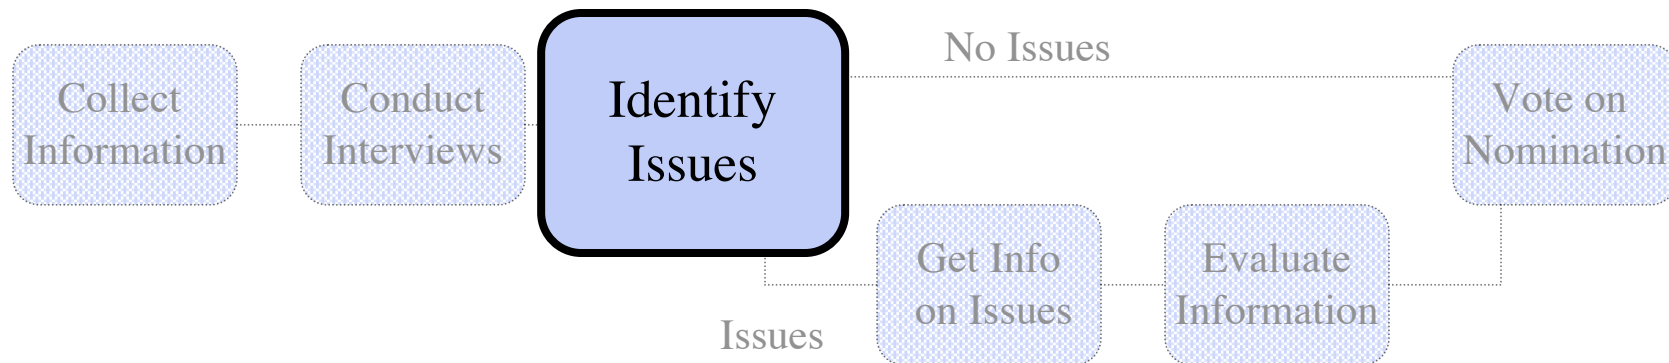 Collect
Information
Conduct
Interviews
Identify
Issues
No Issues
Issues
Get Info
on Issues
Evaluate
Information
Vote on
Nomination